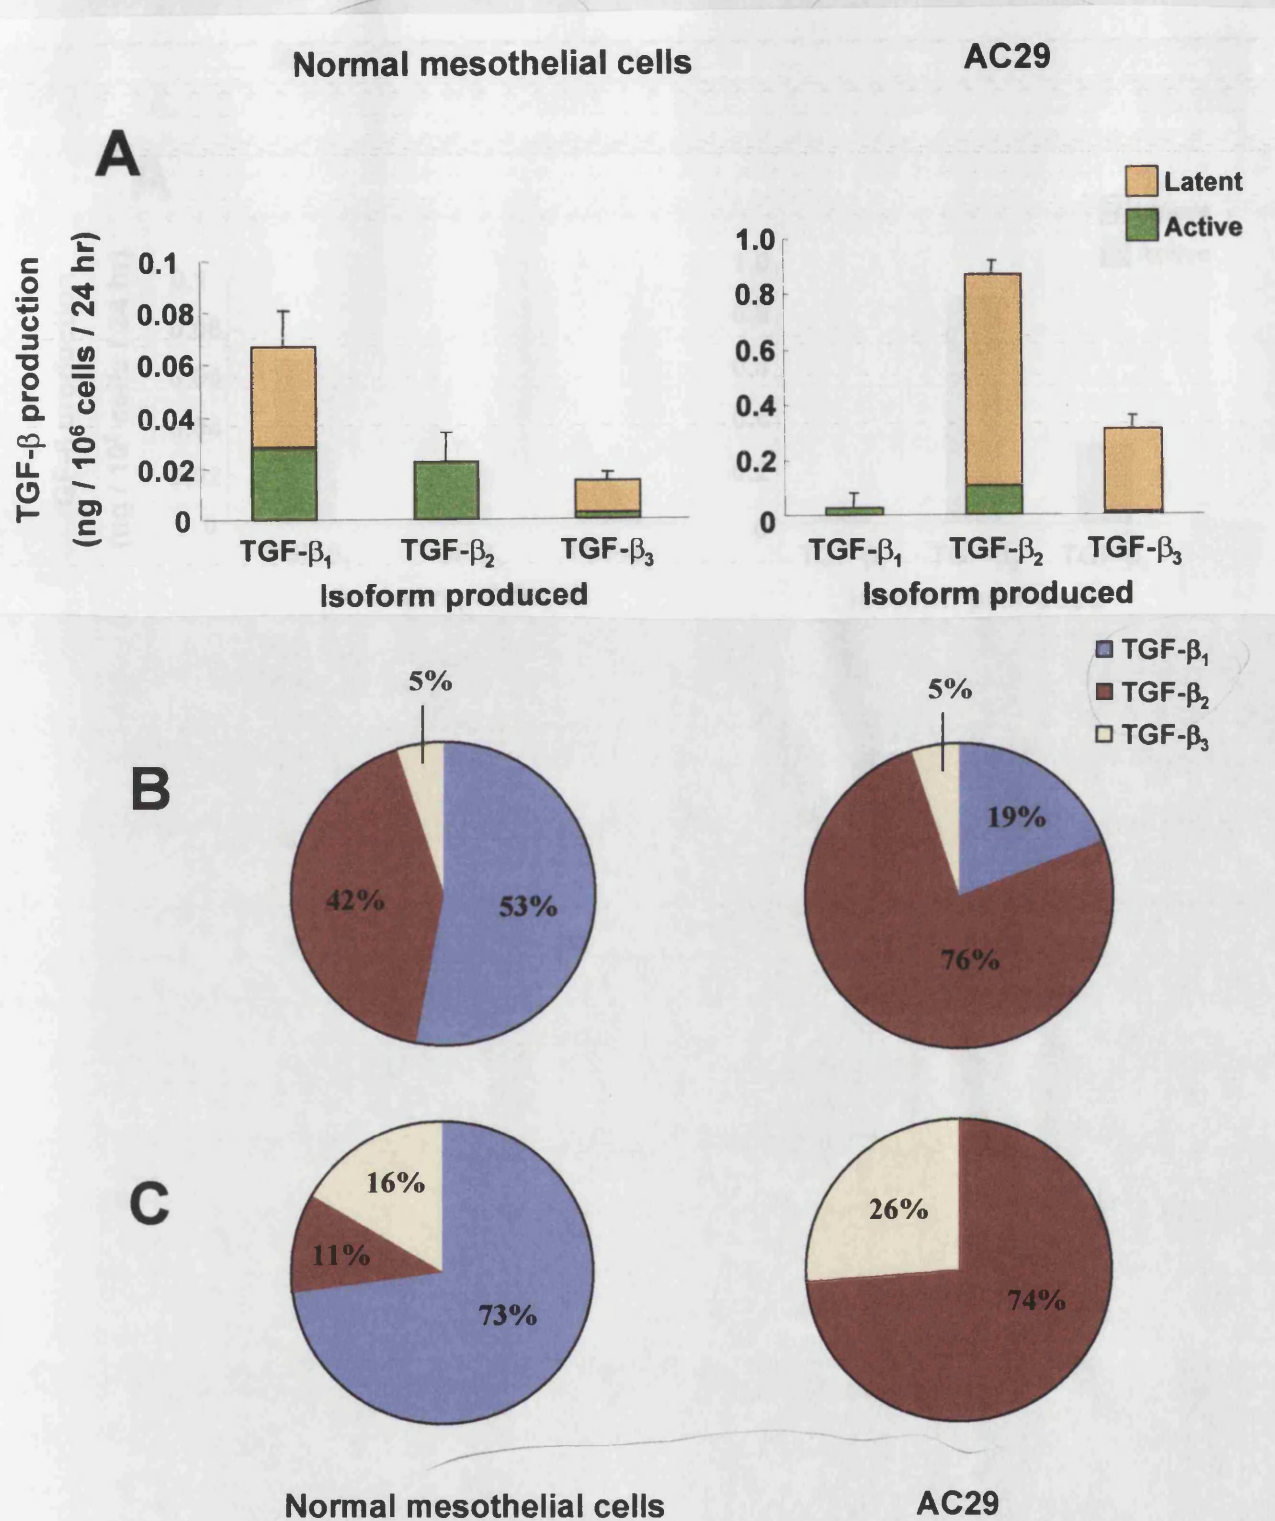 Normal mesothelial cells
AC29
A
Latent
Active
TGF-β production
(ng / 10⁶ cells / 24 hr)
0.1
0.08
0.06
0.04
0.02
0
TGF-β₁ TGF-β₂ TGF-β₃
Isoform produced
1.0
0.8
0.6
0.4
0.2
0
TGF-β₁ TGF-β₂ TGF-β₃
Isoform produced
TGF-β₁
TGF-β₂
TGF-β₃
B
5%
42%
53%
5%
19%
76%
C
16%
11%
73%
26%
74%
Normal mesothelial cells
AC29